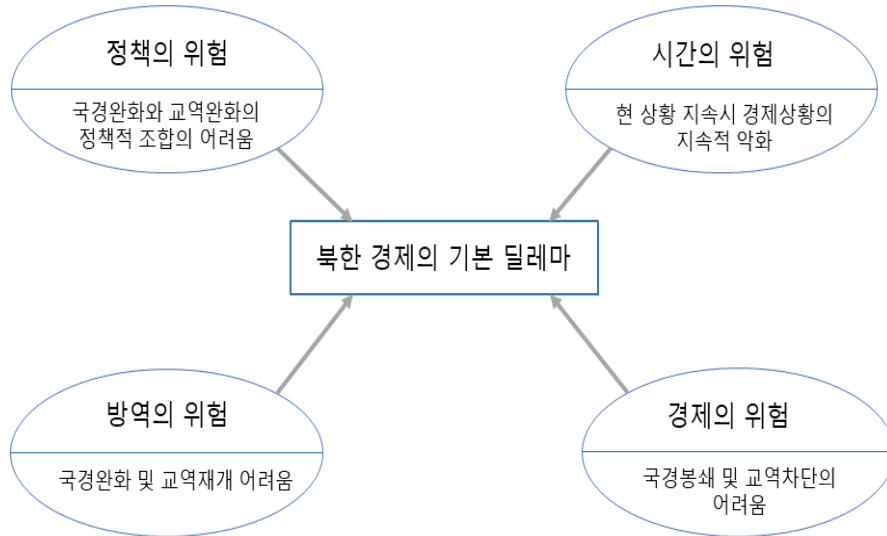 정책의 위험
국경완화와 교역완화의
정책적 조합의 어려움
시간의 위험
현 상황 지속시 경제상황의
지속적 악화
북한 경제의 기본 딜레마
방역의 위험
국경완화 및 교역재개 어려움
경제의 위험
국경봉쇄 및 교역차단의
어려움